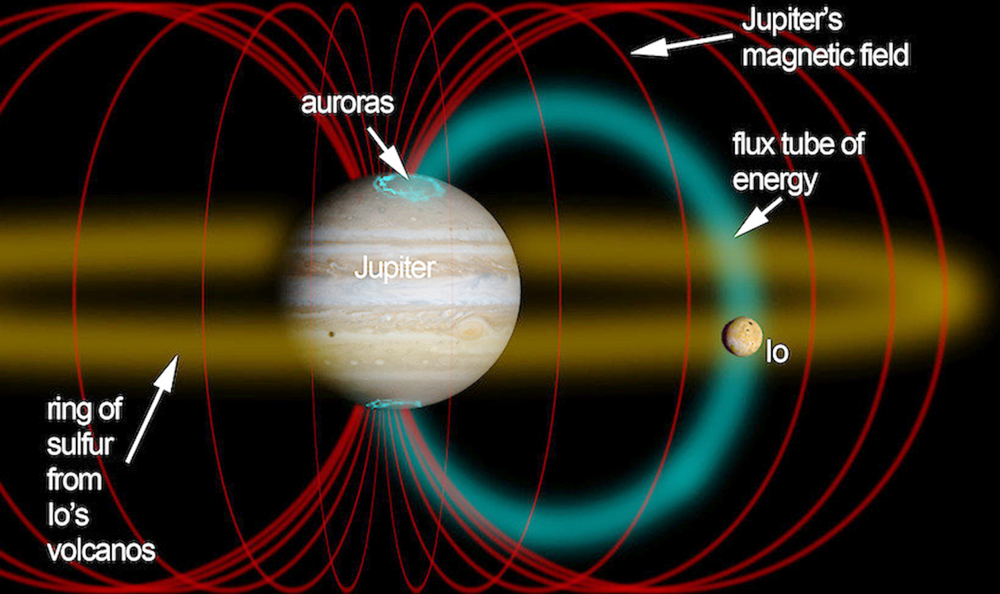 Jupiter's
magnetic field
auroras
flux tube of
energy
Jupiter
Io
ring of
sulfur
from
Io's
volcanos